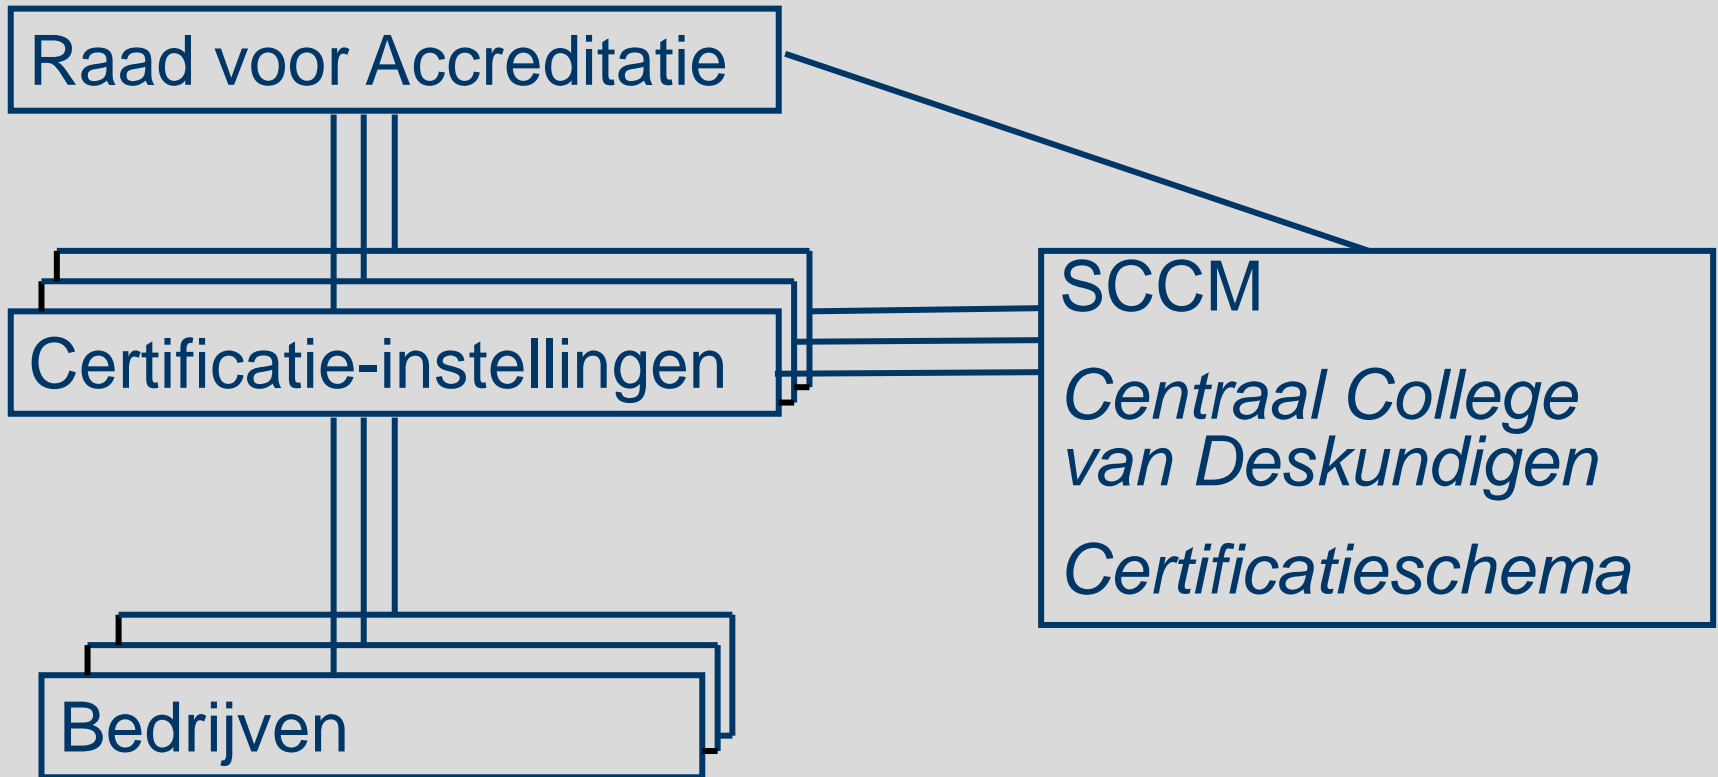 Raad voor Accreditatie
Certificatie-instellingen
SCCM
Centraal College
van Deskundigen
Certificatieschema
Bedrijven